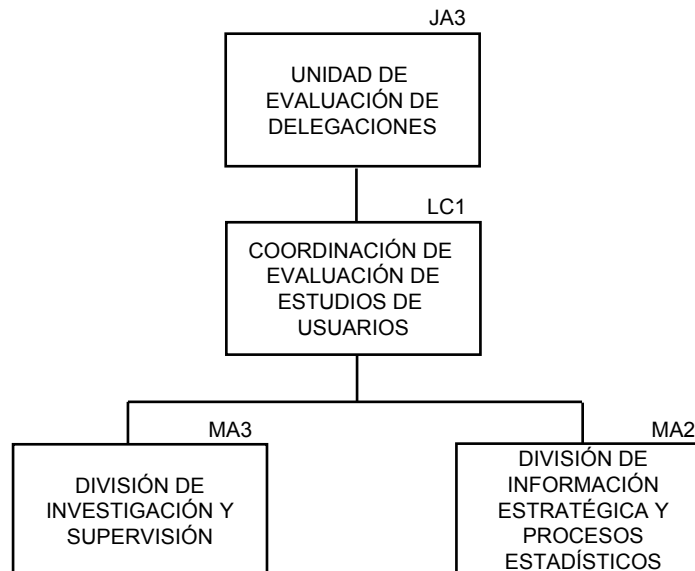 JA3
UNIDAD DE
EVALUACIÓN DE
DELEGACIONES
LC1
COORDINACIÓN DE
EVALUACIÓN DE
ESTUDIOS DE
USUARIOS
MA3
DIVISIÓN DE
INVESTIGACIÓN Y
SUPERVISIÓN
MA2
DIVISIÓN DE
INFORMACIÓN
ESTRATÉGICA Y
PROCESOS
ESTADÍSTICOS